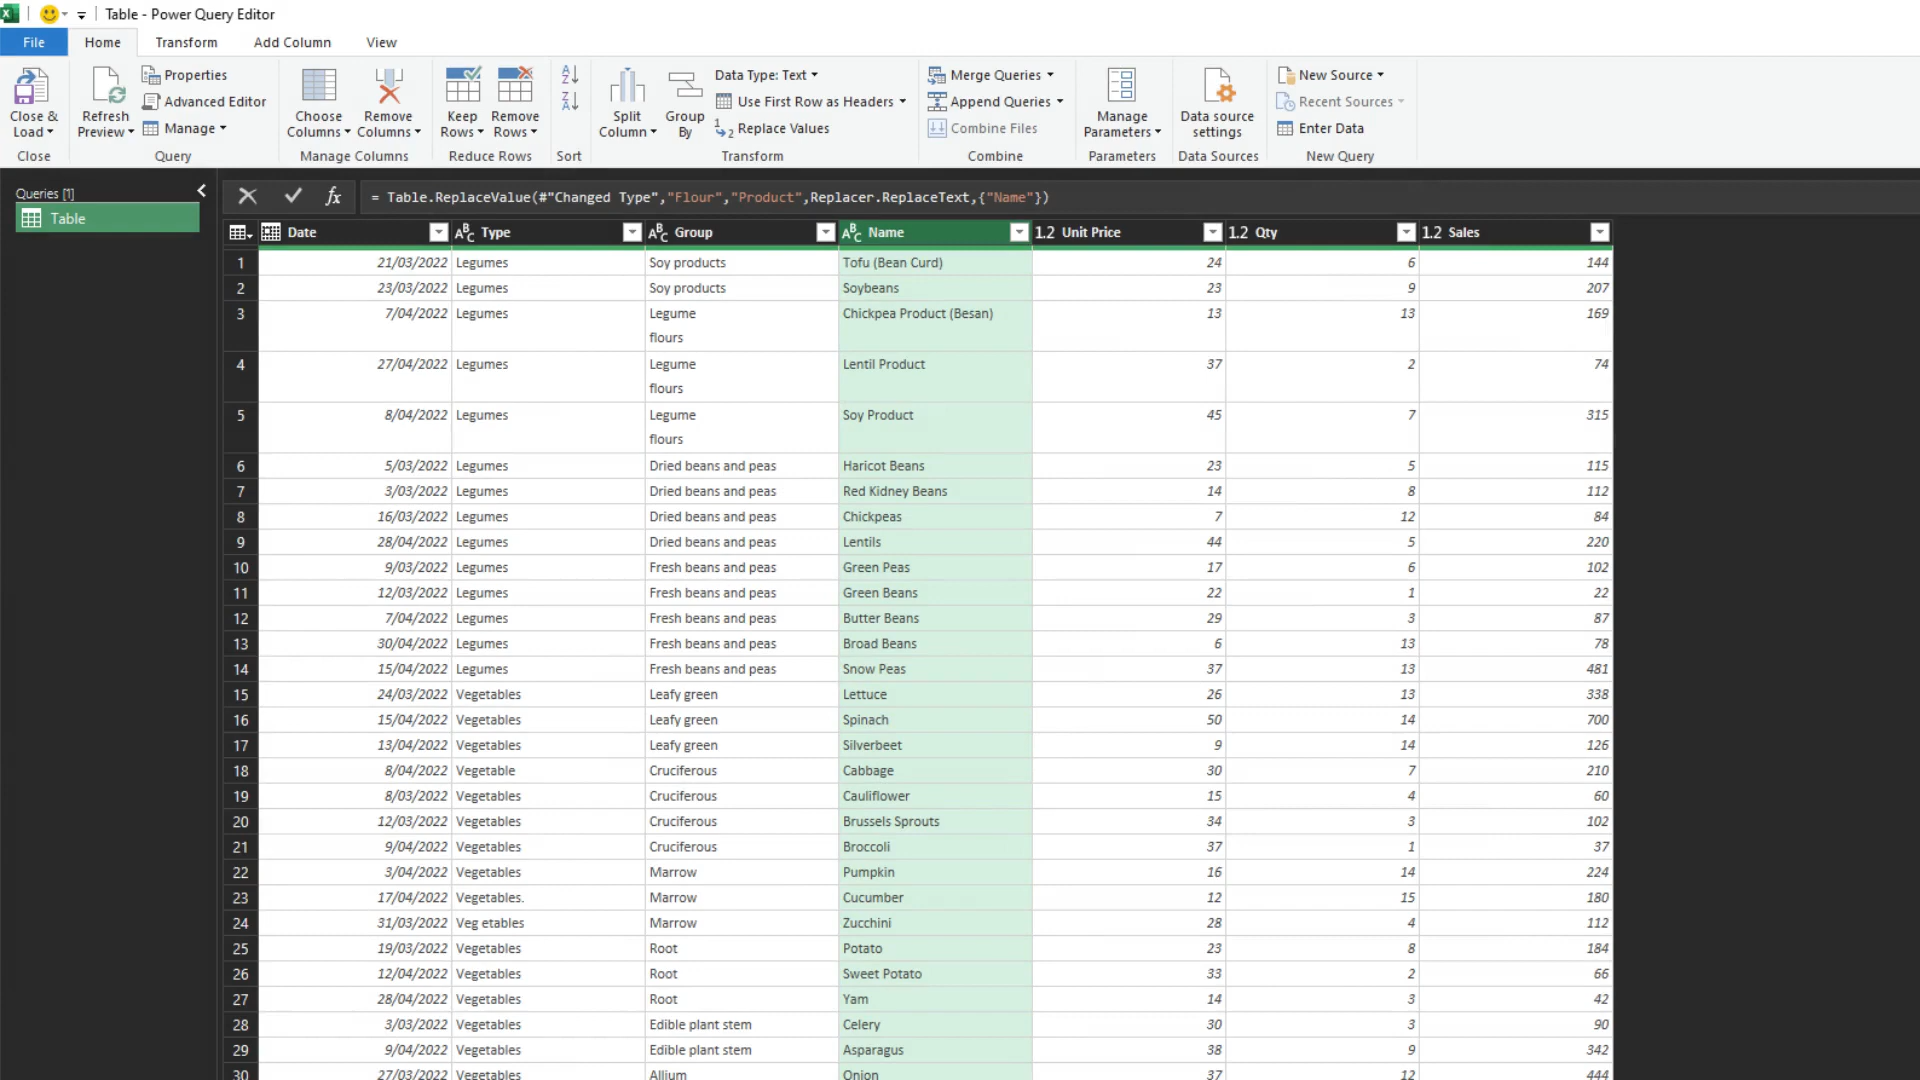 Table - Power Query Editor
File Home Transform Add Column View
Close & Load
Refresh Preview
Properties
Advanced Editor
Manage
Choose Columns
Remove Columns
Keep Rows
Remove Rows
A Z
Z A
Split Column
Group By
Data Type: Text
Use First Row as Headers
1 2 Replace Values
Merge Queries
Append Queries
Combine Files
Manage Parameters
Data source settings
New Source
Recent Sources
Enter Data
Close Query Manage Columns Reduce Rows Sort Transform Combine Parameters Data Sources New Query
Queries [1]
Table
fx = Table.ReplaceValue(#"Changed Type","Flour","Product",Replacer.ReplaceText,{"Name"})
Date ABC Type ABC Group ABC Name 1.2 Unit Price 1.2 Qty 1.2 Sales
1 21/03/2022 Legumes Soy products Tofu (Bean Curd) 24 6 144
2 23/03/2022 Legumes Soy products Soybeans 23 9 207
3 7/04/2022 Legumes Legume Chickpea Product (Besan) 13 13 169
flours
4 27/04/2022 Legumes Legume Lentil Product 37 2 74
flours
5 8/04/2022 Legumes Legume Soy Product 45 7 315
flours
6 5/03/2022 Legumes Dried beans and peas Haricot Beans 23 5 115
7 3/03/2022 Legumes Dried beans and peas Red Kidney Beans 14 8 112
8 16/03/2022 Legumes Dried beans and peas Chickpeas 7 12 84
9 28/04/2022 Legumes Dried beans and peas Lentils 44 5 220
10 9/03/2022 Legumes Fresh beans and peas Green Peas 17 6 102
11 12/03/2022 Legumes Fresh beans and peas Green Beans 22 1 22
12 7/04/2022 Legumes Fresh beans and peas Butter Beans 29 3 87
13 30/04/2022 Legumes Fresh beans and peas Broad Beans 6 13 78
14 15/04/2022 Legumes Fresh beans and peas Snow Peas 37 13 481
15 24/03/2022 Vegetables Leafy green Lettuce 26 13 338
16 15/04/2022 Vegetables Leafy green Spinach 50 14 700
17 13/04/2022 Vegetables Leafy green Silverbeet 9 14 126
18 8/04/2022 Vegetable Cruciferous Cabbage 30 7 210
19 8/03/2022 Vegetables Cruciferous Cauliflower 15 4 60
20 12/03/2022 Vegetables Cruciferous Brussels Sprouts 34 3 102
21 9/04/2022 Vegetables Cruciferous Broccoli 37 1 37
22 3/04/2022 Vegetables Marrow Pumpkin 16 14 224
23 17/04/2022 Vegetables. Marrow Cucumber 12 15 180
24 31/03/2022 Veg etables Marrow Zucchini 28 4 112
25 19/03/2022 Vegetables Root Potato 23 8 184
26 12/04/2022 Vegetables Root Sweet Potato 33 2 66
27 28/04/2022 Vegetables Root Yam 14 3 42
28 3/03/2022 Vegetables Edible plant stem Celery 30 3 90
29 9/04/2022 Vegetables Edible plant stem Asparagus 38 9 342
30 27/03/2022 Vegetables Allium Onion 37 12 444